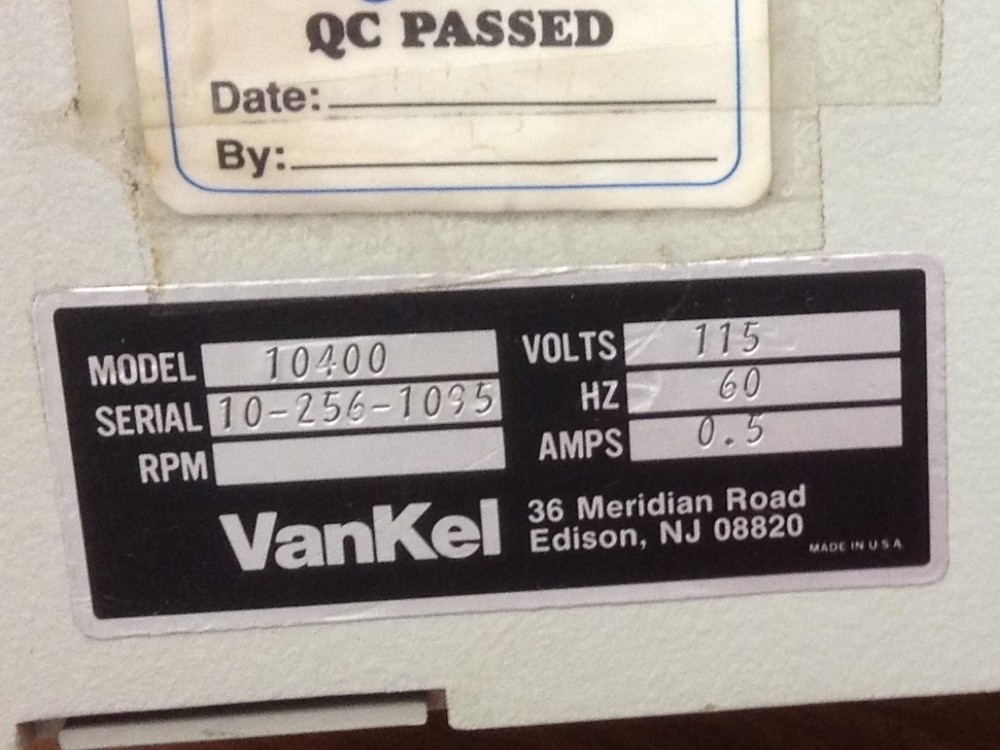 QC PASSED
Date:
By:
MODEL 10400
SERIAL 10-256-1095
RPM
VOLTS 115
HZ 60
AMPS 0.5
VanKel
36 Meridian Road
Edison, NJ 08820
MADE IN U.S.A.